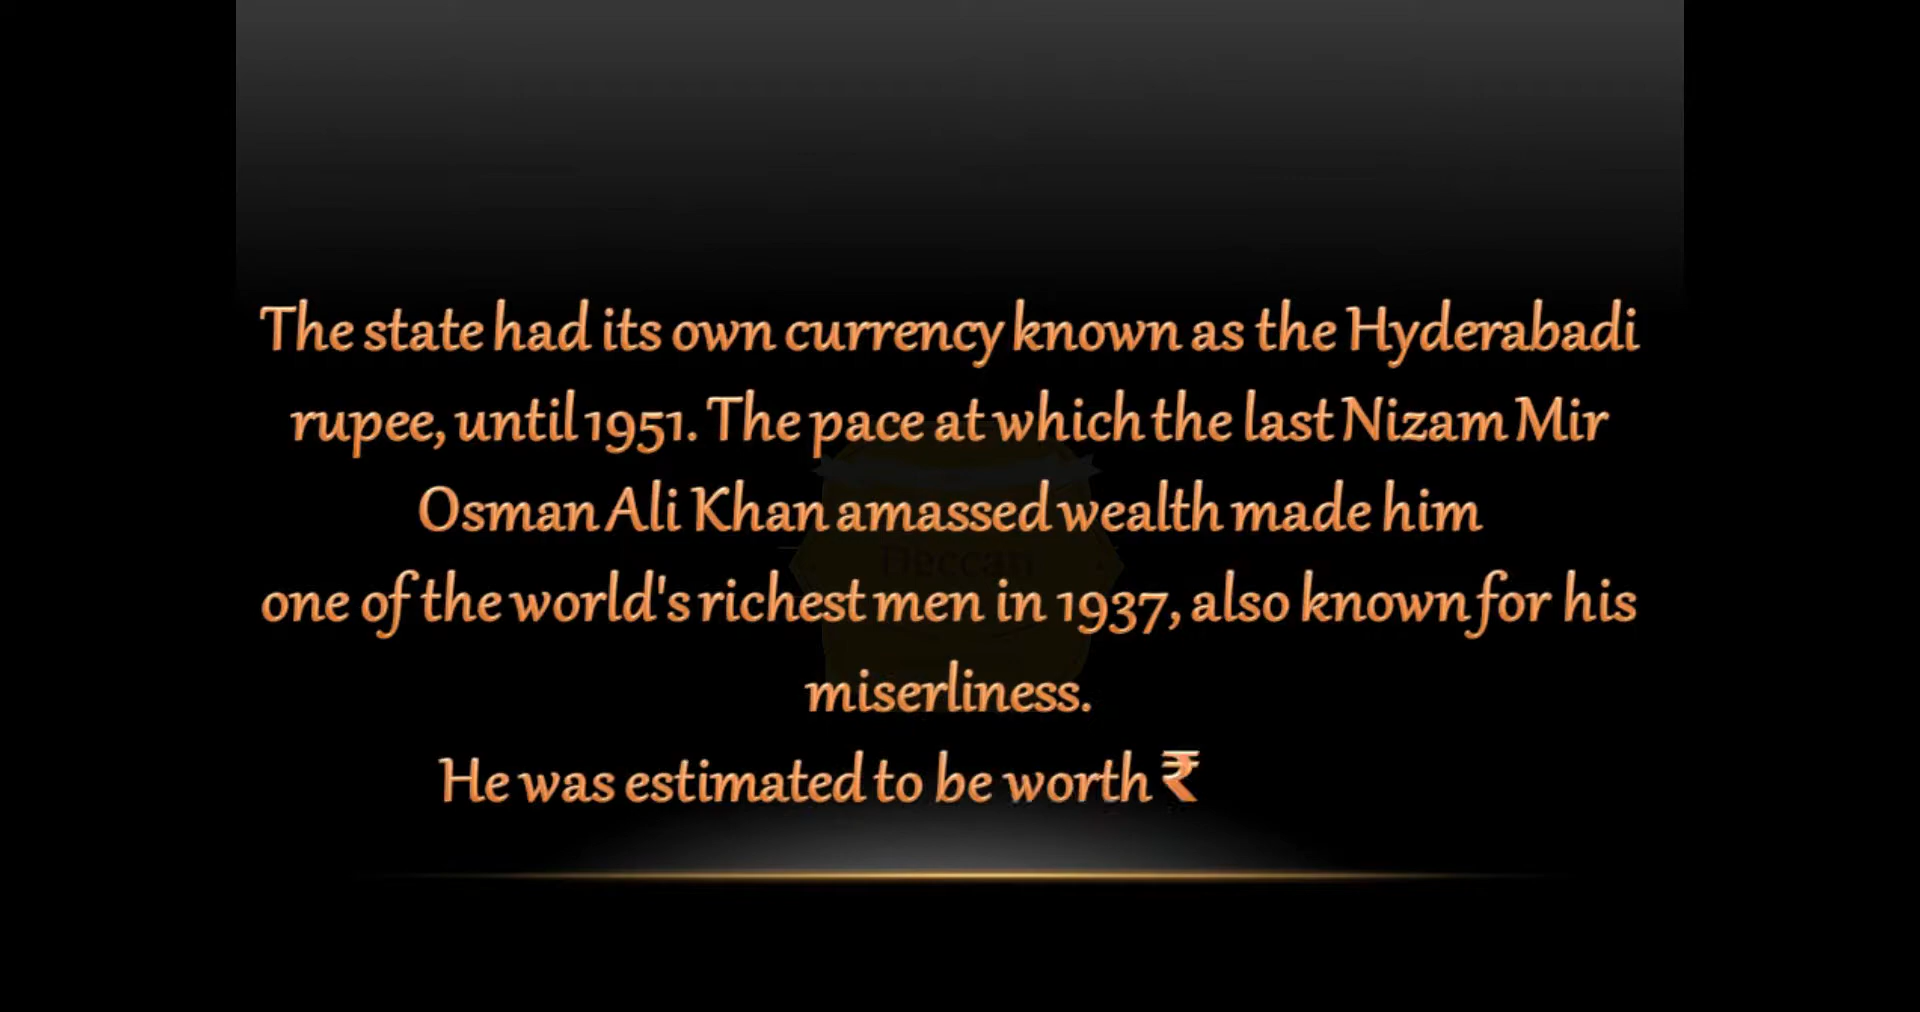 The state had its own currency known as the Hyderabadi
rupee, until 1951. The pace at which the last Nizam Mir
Osman Ali Khan amassed wealth made him
one of the world's richest men in 1937, also known for his
miserliness.
He was estimated to be worth ₹
Deccan